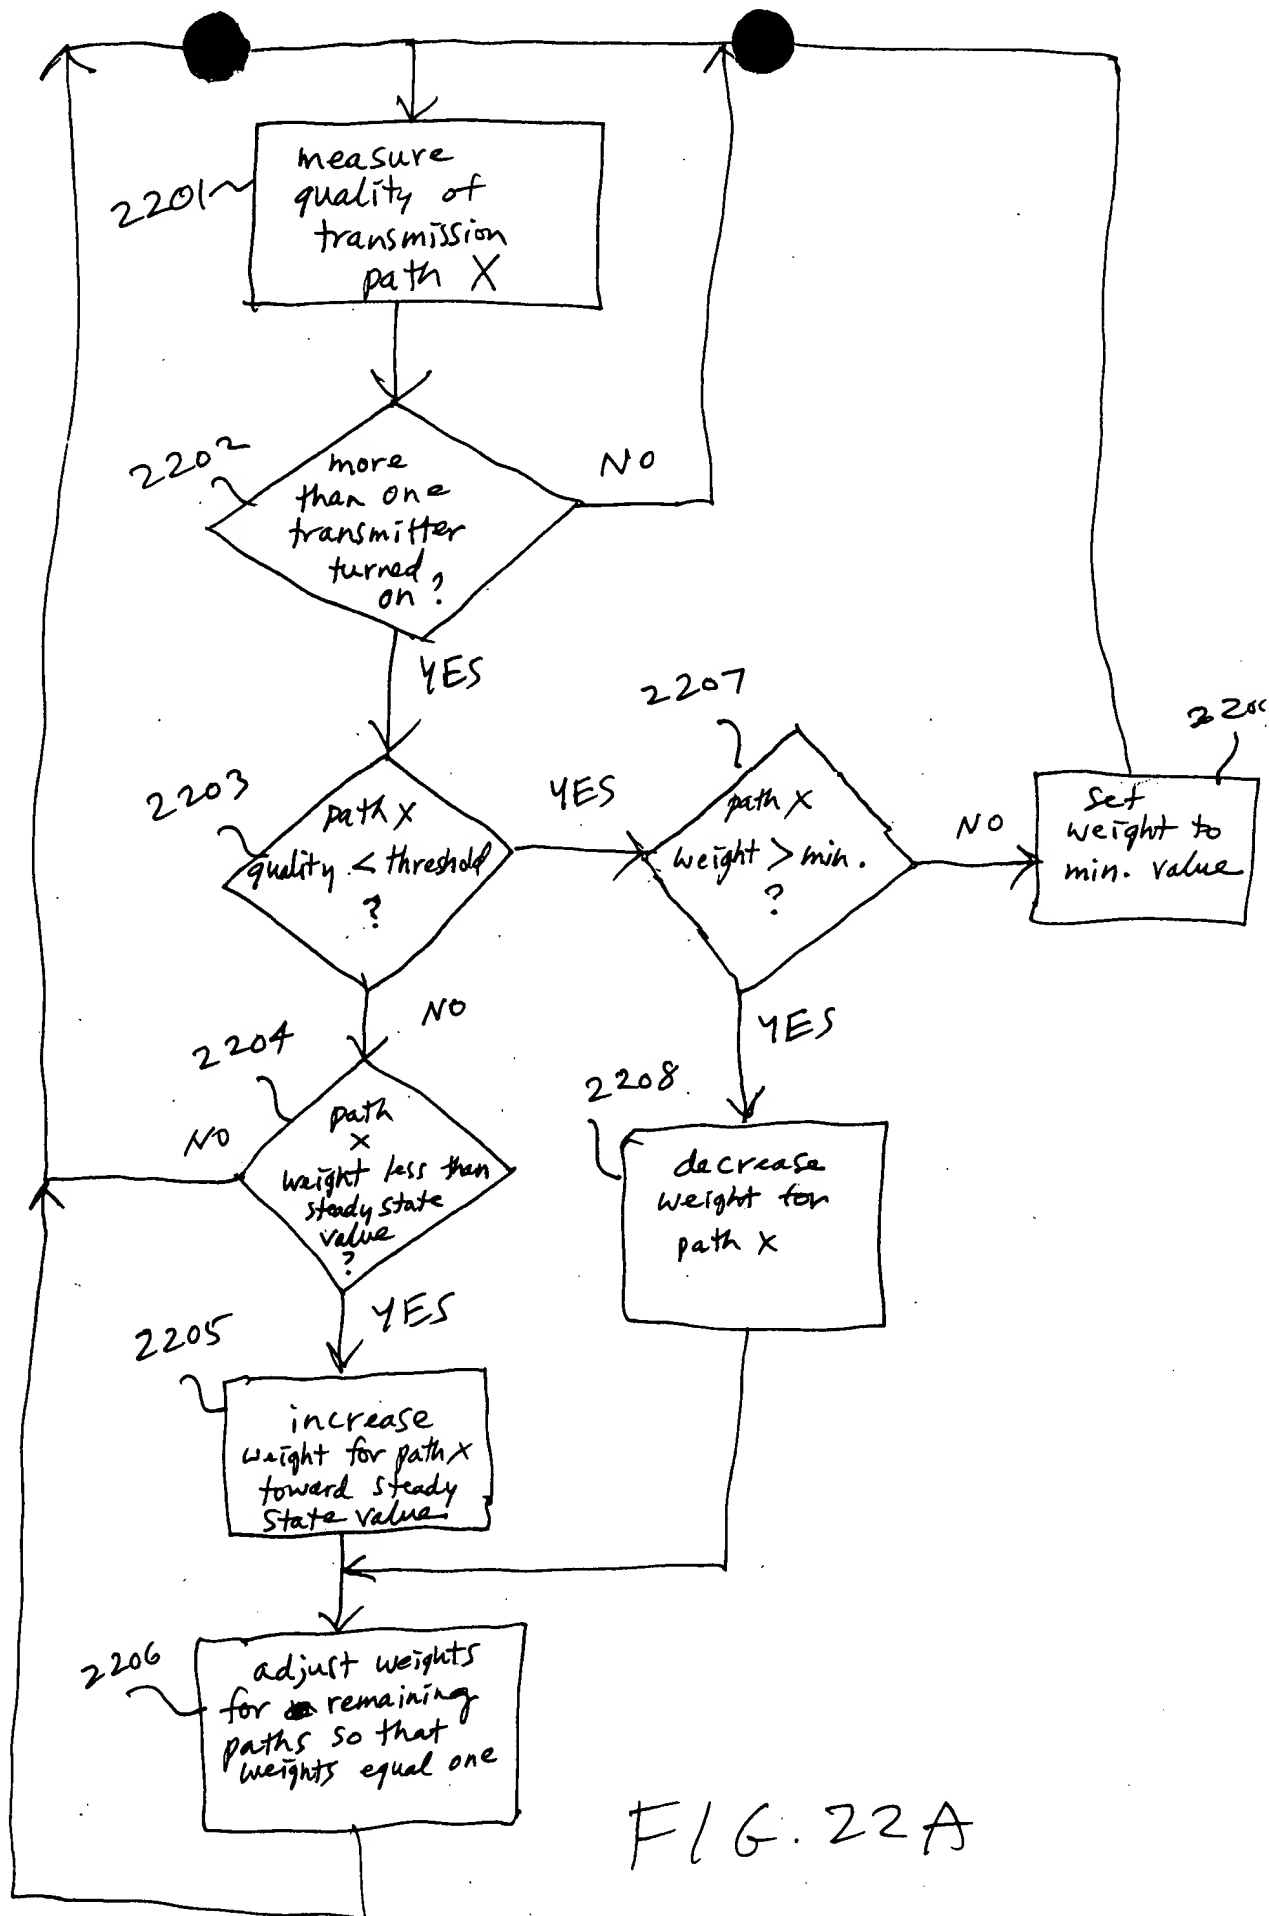 2201
measure
quality of
transmission
path X
2202
more
than one
transmitter
turned
on?
NO
YES
2203
path X
quality < threshold
?
YES
2207
path X
weight > min.
?
NO
set
weight to
min. value
NO
YES
2204
path
X
weight less than
steady state
value
?
NO
2208
decrease
weight for
path X
YES
2205
increase
weight for path X
toward steady
state value.
2206
adjust weights
for remaining
paths so that
weights equal one
FIG. 22A